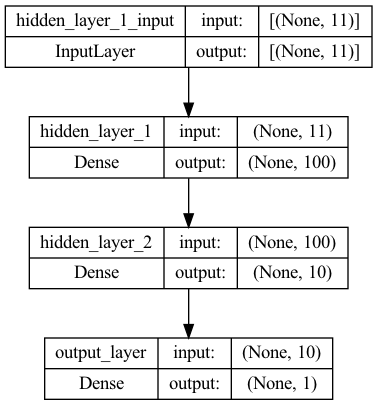 hidden_layer_1_input input: [(None, 11)]
InputLayer output: [(None, 11)]
hidden_layer_1 input: (None, 11)
Dense output: (None, 100)
hidden_layer_2 input: (None, 100)
Dense output: (None, 10)
output_layer input: (None, 10)
Dense output: (None, 1)